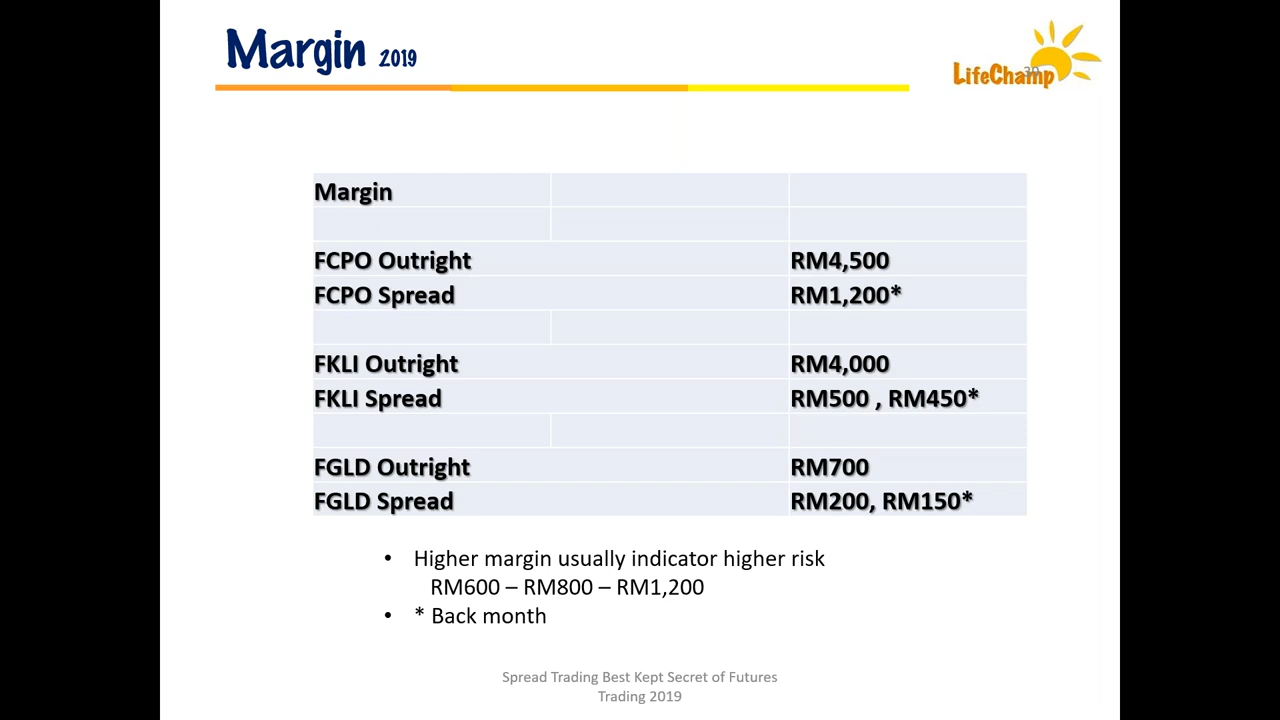 Margin 2019
LifeChamp
30
Margin
FCPO Outright RM4,500
FCPO Spread RM1,200*
FKLI Outright RM4,000
FKLI Spread RM500 , RM450*
FGLD Outright RM700
FGLD Spread RM200, RM150*
• Higher margin usually indicator higher risk
RM600 – RM800 – RM1,200
• * Back month
Spread Trading Best Kept Secret of Futures
Trading 2019